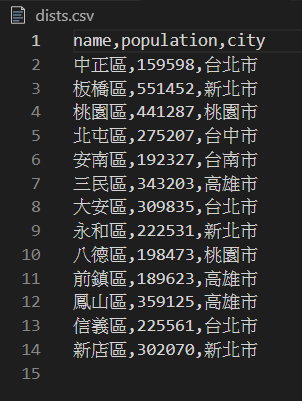 dists.csv
1 name,population,city
2 中正區,159598,台北市
3 板橋區,551452,新北市
4 桃園區,441287,桃園市
5 北屯區,275207,台中市
6 安南區,192327,台南市
7 三民區,343203,高雄市
8 大安區,309835,台北市
9 永和區,222531,新北市
10 八德區,198473,桃園市
11 前鎮區,189623,高雄市
12 鳳山區,359125,高雄市
13 信義區,225561,台北市
14 新店區,302070,新北市
15